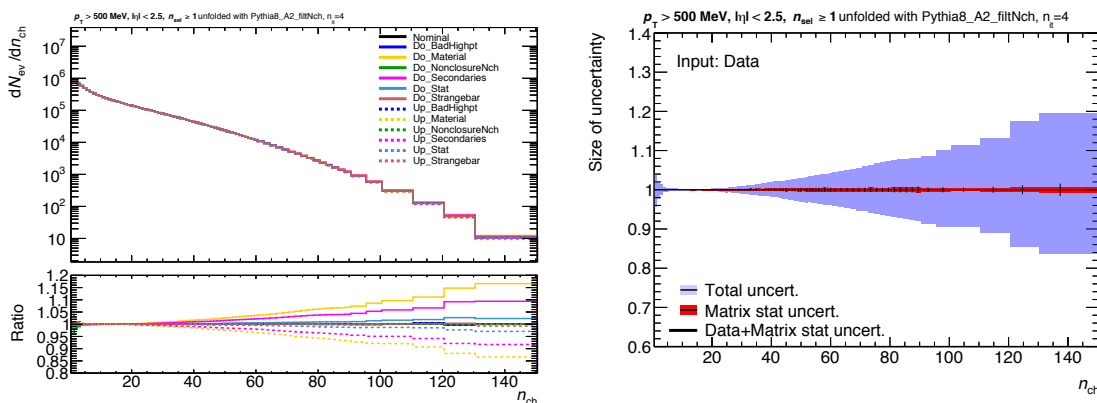 p_T > 500 MeV, |η| < 2.5, n_sel ≥ 1 unfolded with Pythia8_A2_filtNch, n_it=4
dN_ev/dn_ch
10^7
10^6
10^5
10^4
10^3
10^2
10
Nominal
Do_BadHighpt
Do_Material
Do_NonclosureNch
Do_Secondaries
Do_Stat
Do_Strangebar
Up_BadHighpt
Up_Material
Up_NonclosureNch
Up_Secondaries
Up_Stat
Up_Strangebar
Ratio
1.2
1.15
1.1
1.05
1
0.95
0.9
0.85
0.8
20 40 60 80 100 120 140
n_ch
p_T > 500 MeV, |η| < 2.5, n_sel ≥ 1 unfolded with Pythia8_A2_filtNch, n_it=4
Size of uncertainty
1.4
1.3
1.2
1.1
1
0.9
0.8
0.7
0.6
Input: Data
Total uncert.
Matrix stat uncert.
Data+Matrix stat uncert.
20 40 60 80 100 120 140
n_ch